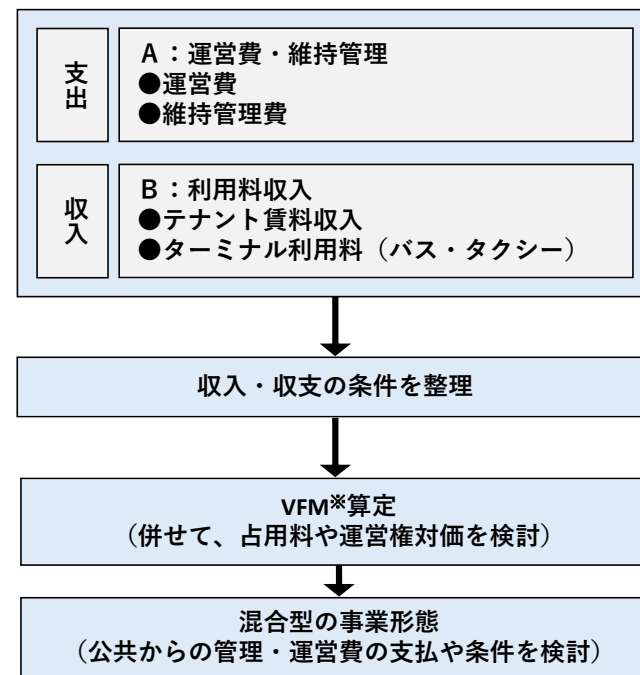 支出
A：運営費・維持管理
●運営費
●維持管理費
収入
B：利用料収入
●テナント賃料収入
●ターミナル利用料（バス・タクシー）
収入・収支の条件を整理
VFM※算定
（併せて、占用料や運営権対価を検討）
混合型の事業形態
（公共からの管理・運営費の支払や条件を検討）